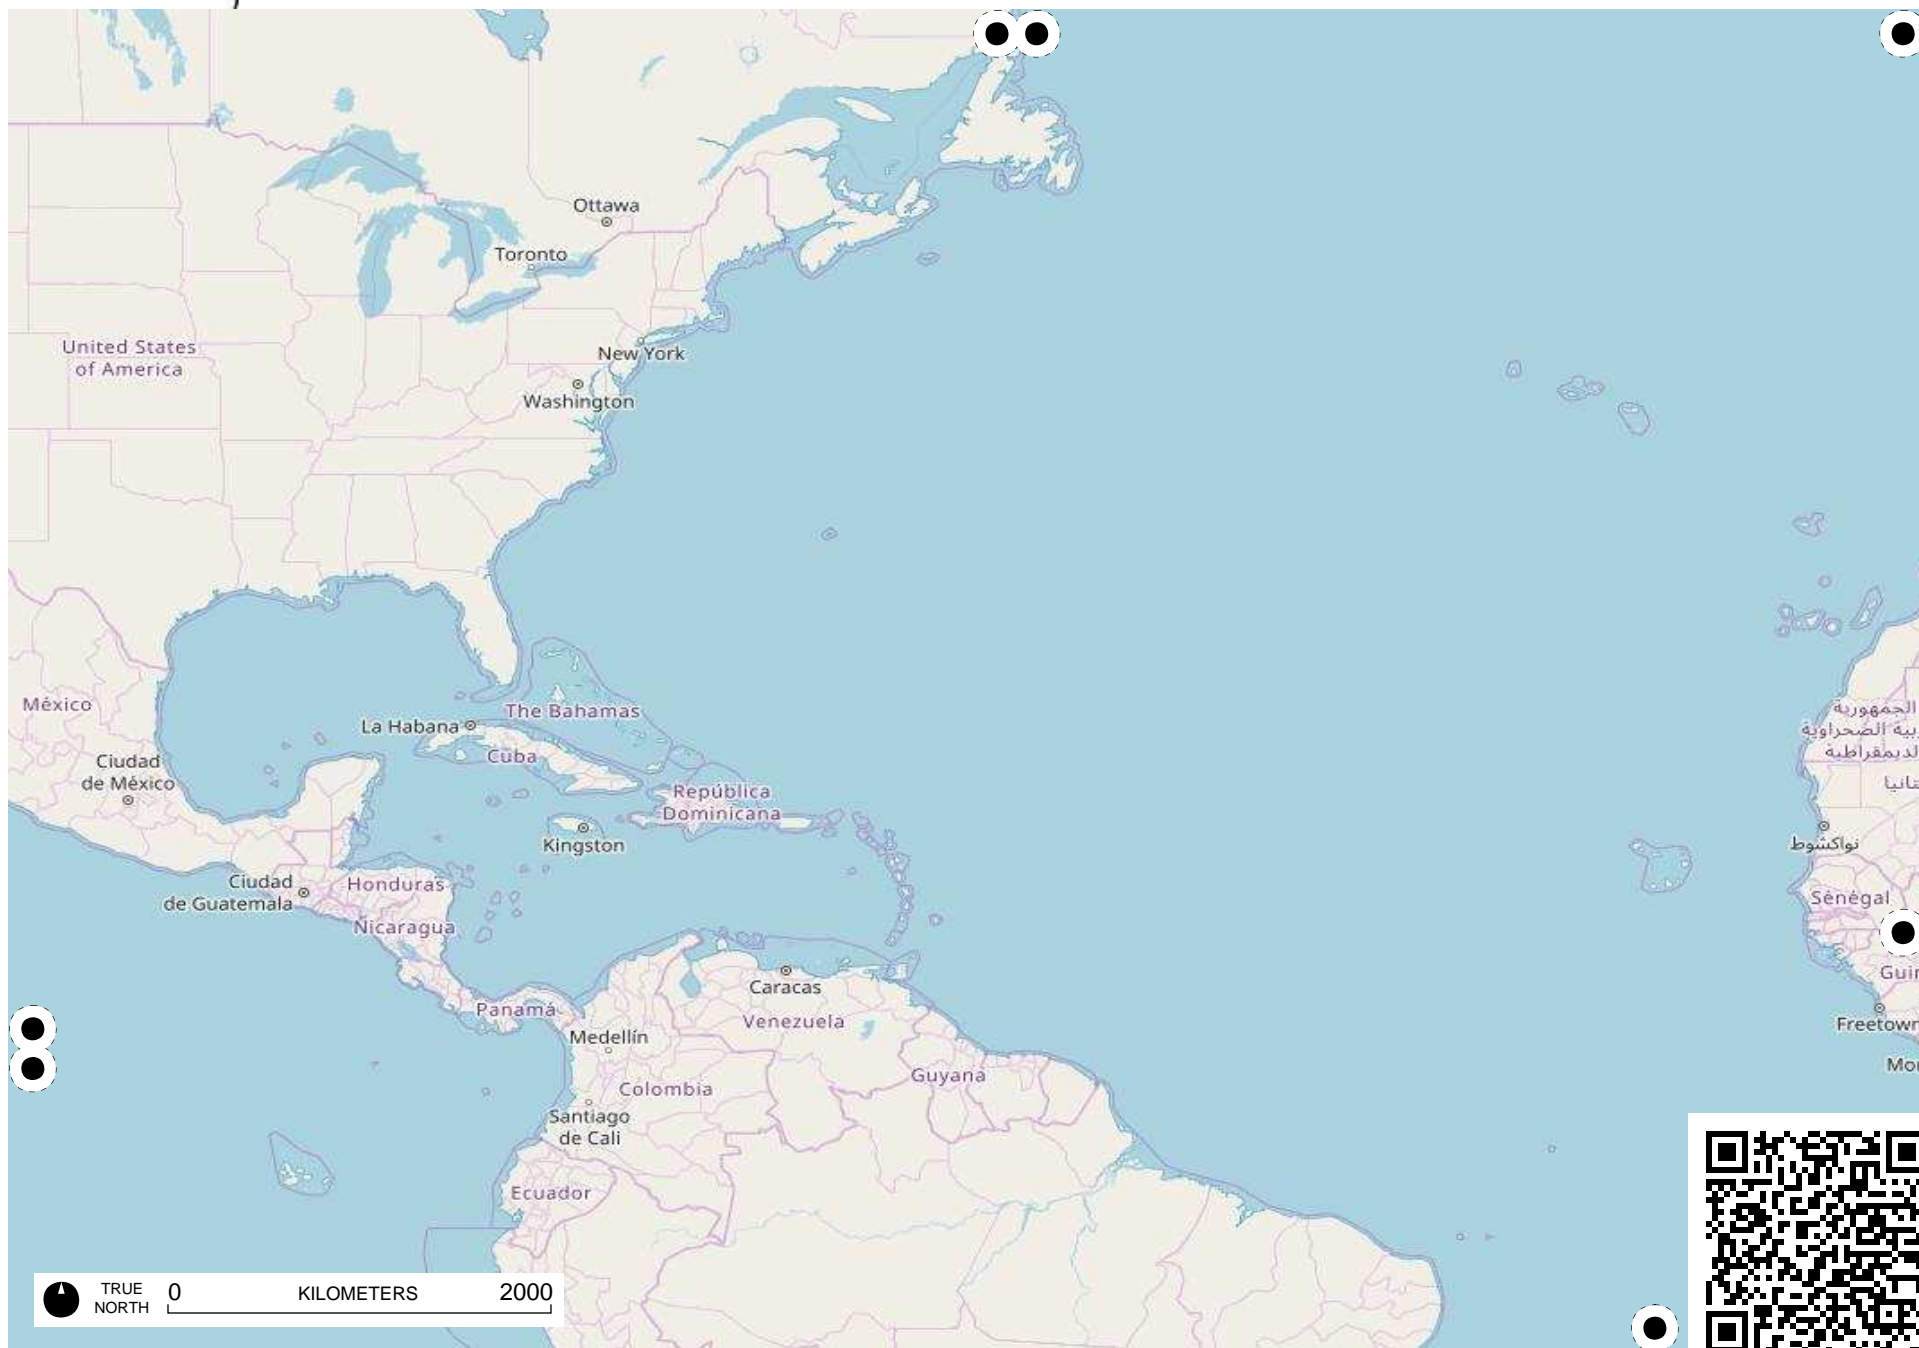 Ottawa
Toronto
United States
of America
New York
Washington
México
La Habana
The Bahamas
Cuba
Ciudad
de México
República
Dominicana
Kingston
Ciudad
de Guatemala
Honduras
Nicaragua
نواكشوط
Sénégal
Caracas
Panamá
Venezuela
Medellín
Freetown
Guyana
Colombia
Santiago
de Cali
Ecuador
TRUE
NORTH
0 KILOMETERS 2000